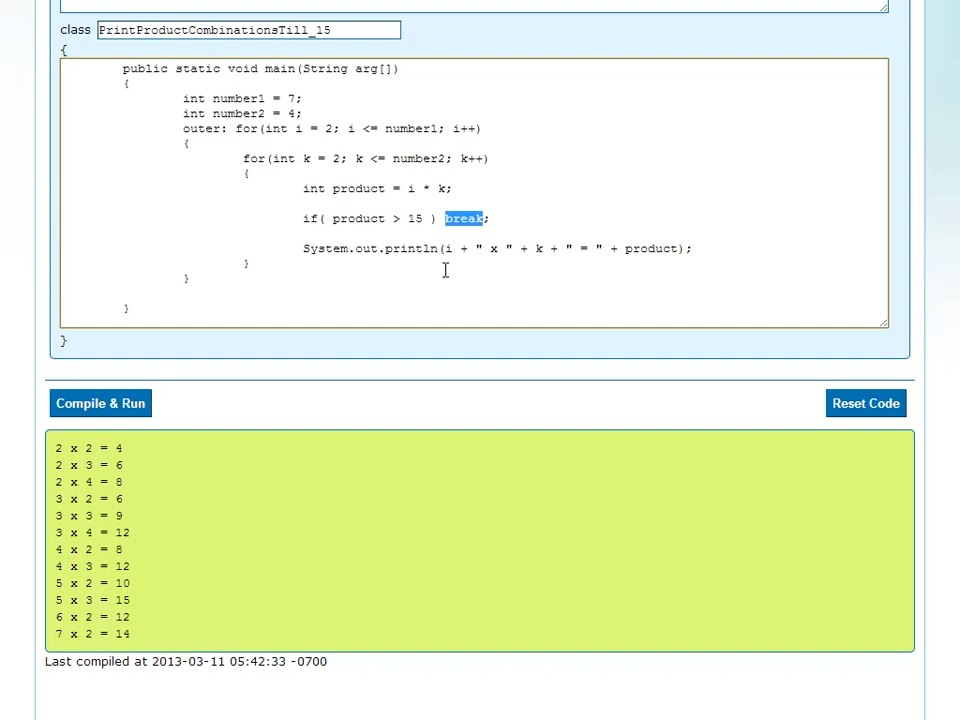 class PrintProductCombinationsTill_15
{
public static void main(String arg[])
{
int number1 = 7;
int number2 = 4;
outer: for(int i = 2; i <= number1; i++)
{
for(int k = 2; k <= number2; k++)
{
int product = i * k;
if( product > 15 ) break;
System.out.println(i + " x " + k + " = " + product);
}
}
}
}
Compile & Run Reset Code
2 x 2 = 4
2 x 3 = 6
2 x 4 = 8
3 x 2 = 6
3 x 3 = 9
3 x 4 = 12
4 x 2 = 8
4 x 3 = 12
5 x 2 = 10
5 x 3 = 15
6 x 2 = 12
7 x 2 = 14
Last compiled at 2013-03-11 05:42:33 -0700